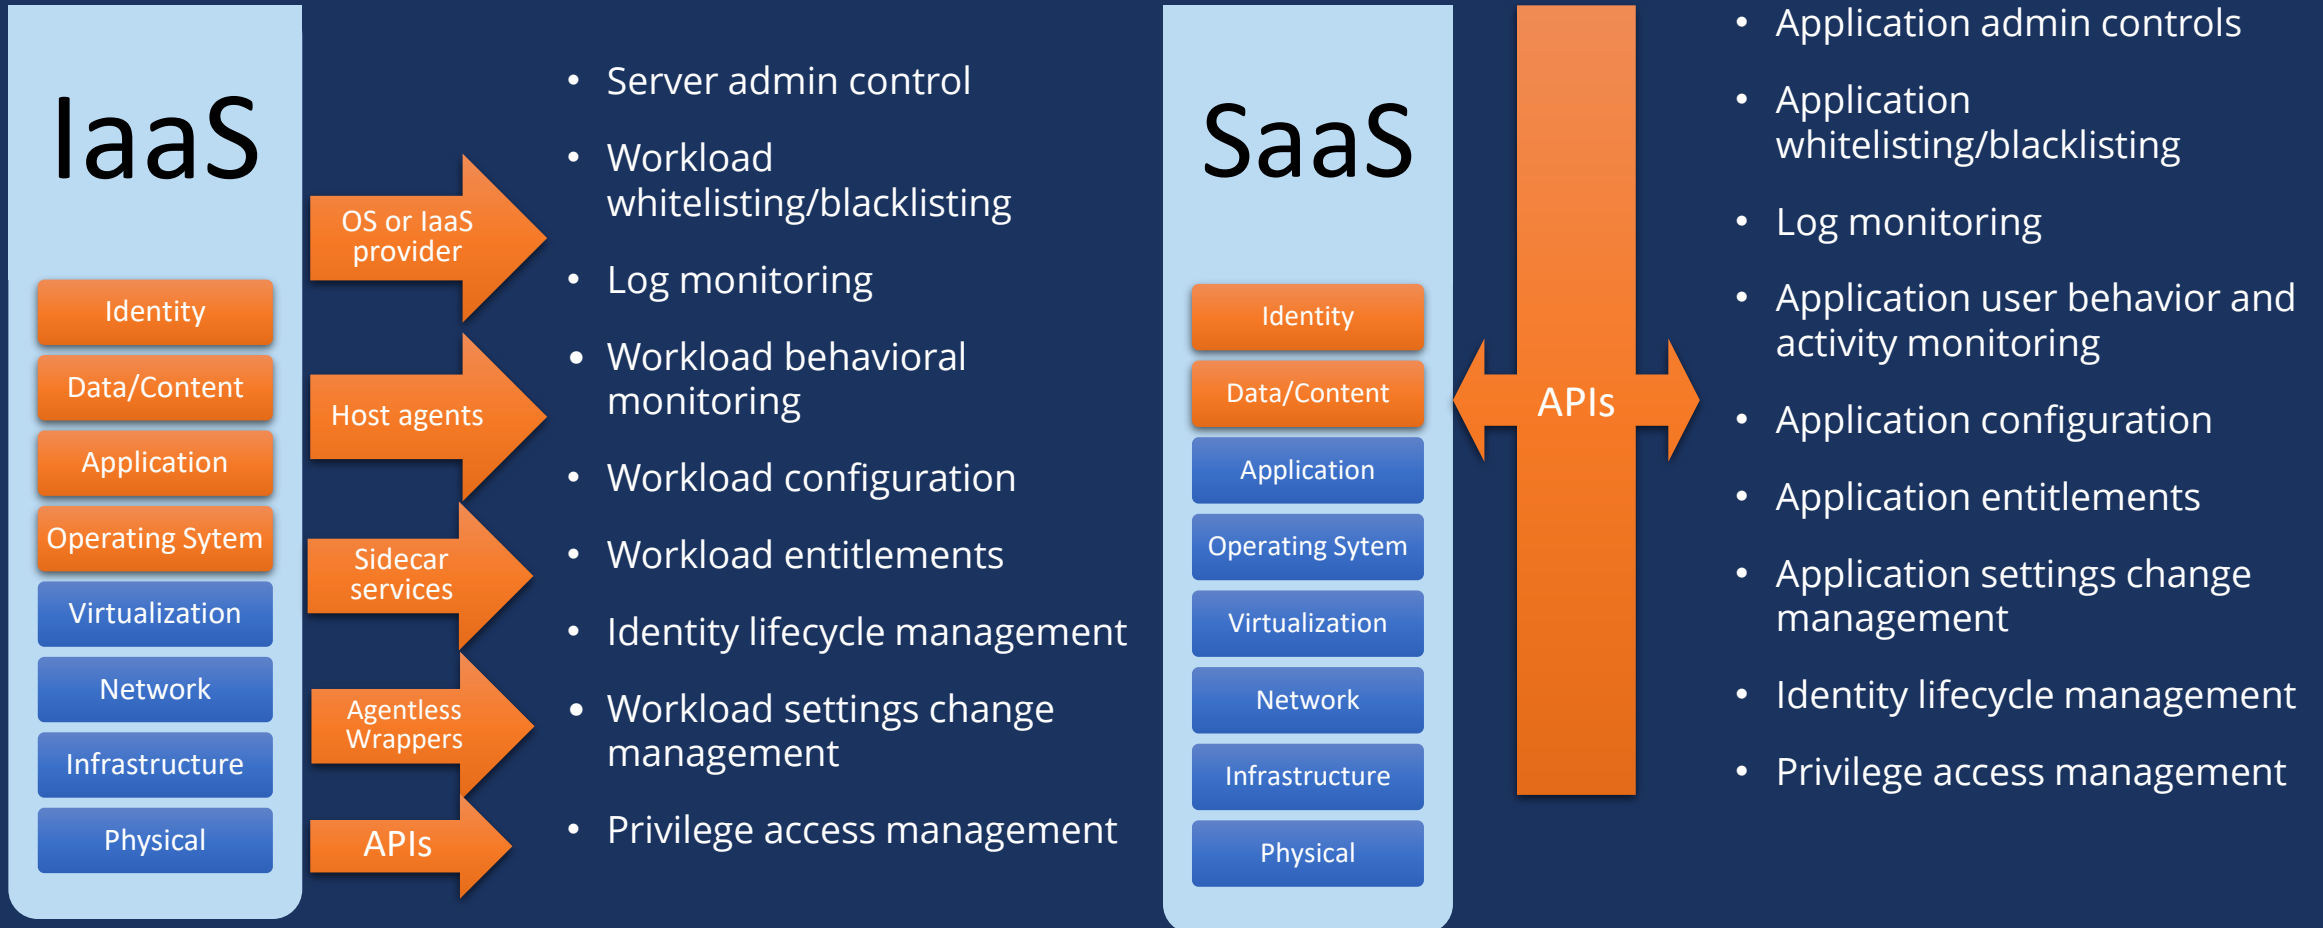 IaaS
Identity
Data/Content
Application
Operating Sytem
Virtualization
Network
Infrastructure
Physical
OS or IaaS
provider
Host agents
Sidecar
services
Agentless
Wrappers
APIs
• Server admin control
• Workload
whitelisting/blacklisting
• Log monitoring
• Workload behavioral
monitoring
• Workload configuration
• Workload entitlements
• Identity lifecycle management
• Workload settings change
management
• Privilege access management
SaaS
Identity
Data/Content
Application
Operating Sytem
Virtualization
Network
Infrastructure
Physical
APIs
• Application admin controls
• Application
whitelisting/blacklisting
• Log monitoring
• Application user behavior and
activity monitoring
• Application configuration
• Application entitlements
• Application settings change
management
• Identity lifecycle management
• Privilege access management